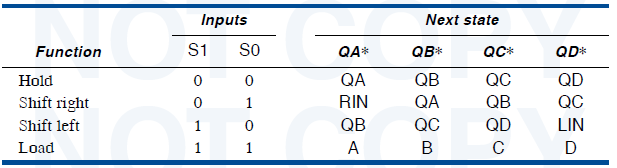 NOT COPY
Inputs Next state
Function S1 S0 QA* QB* QC* QD*
Hold 0 0 QA QB QC QD
Shift right 0 1 RIN QA QB QC
Shift left 1 0 QB QC QD LIN
Load 1 1 A B C D
NOT COPY